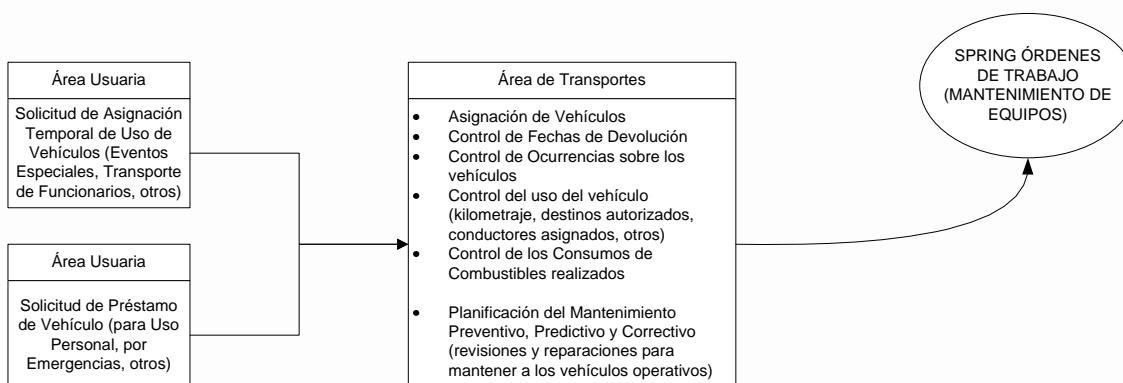 Área Usuaria
Solicitud de Asignación
Temporal de Uso de
Vehículos (Eventos
Especiales, Transporte
de Funcionarios, otros)
Área Usuaria
Solicitud de Préstamo
de Vehículo (para Uso
Personal, por
Emergencias, otros)
Área de Transportes
• Asignación de Vehículos
• Control de Fechas de Devolución
• Control de Ocurrencias sobre los
vehículos
• Control del uso del vehículo
(kilometraje, destinos autorizados,
conductores asignados, otros)
• Control de los Consumos de
Combustibles realizados
• Planificación del Mantenimiento
Preventivo, Predictivo y Correctivo
(revisiones y reparaciones para
mantener a los vehículos operativos)
SPRING ÓRDENES
DE TRABAJO
(MANTENIMIENTO DE
EQUIPOS)